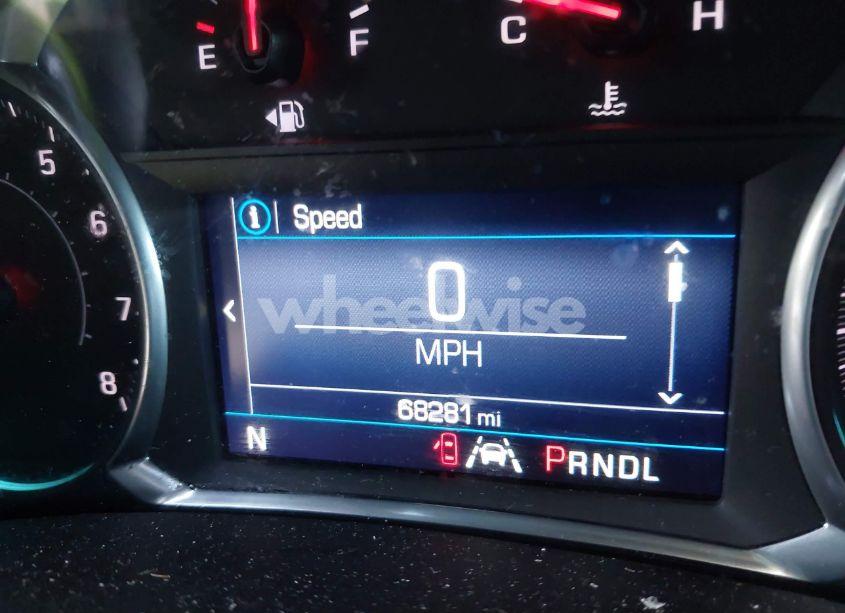 E F C H
5
6
7
8
i Speed
0
wheelwise
MPH
68281 mi
N PRNDL